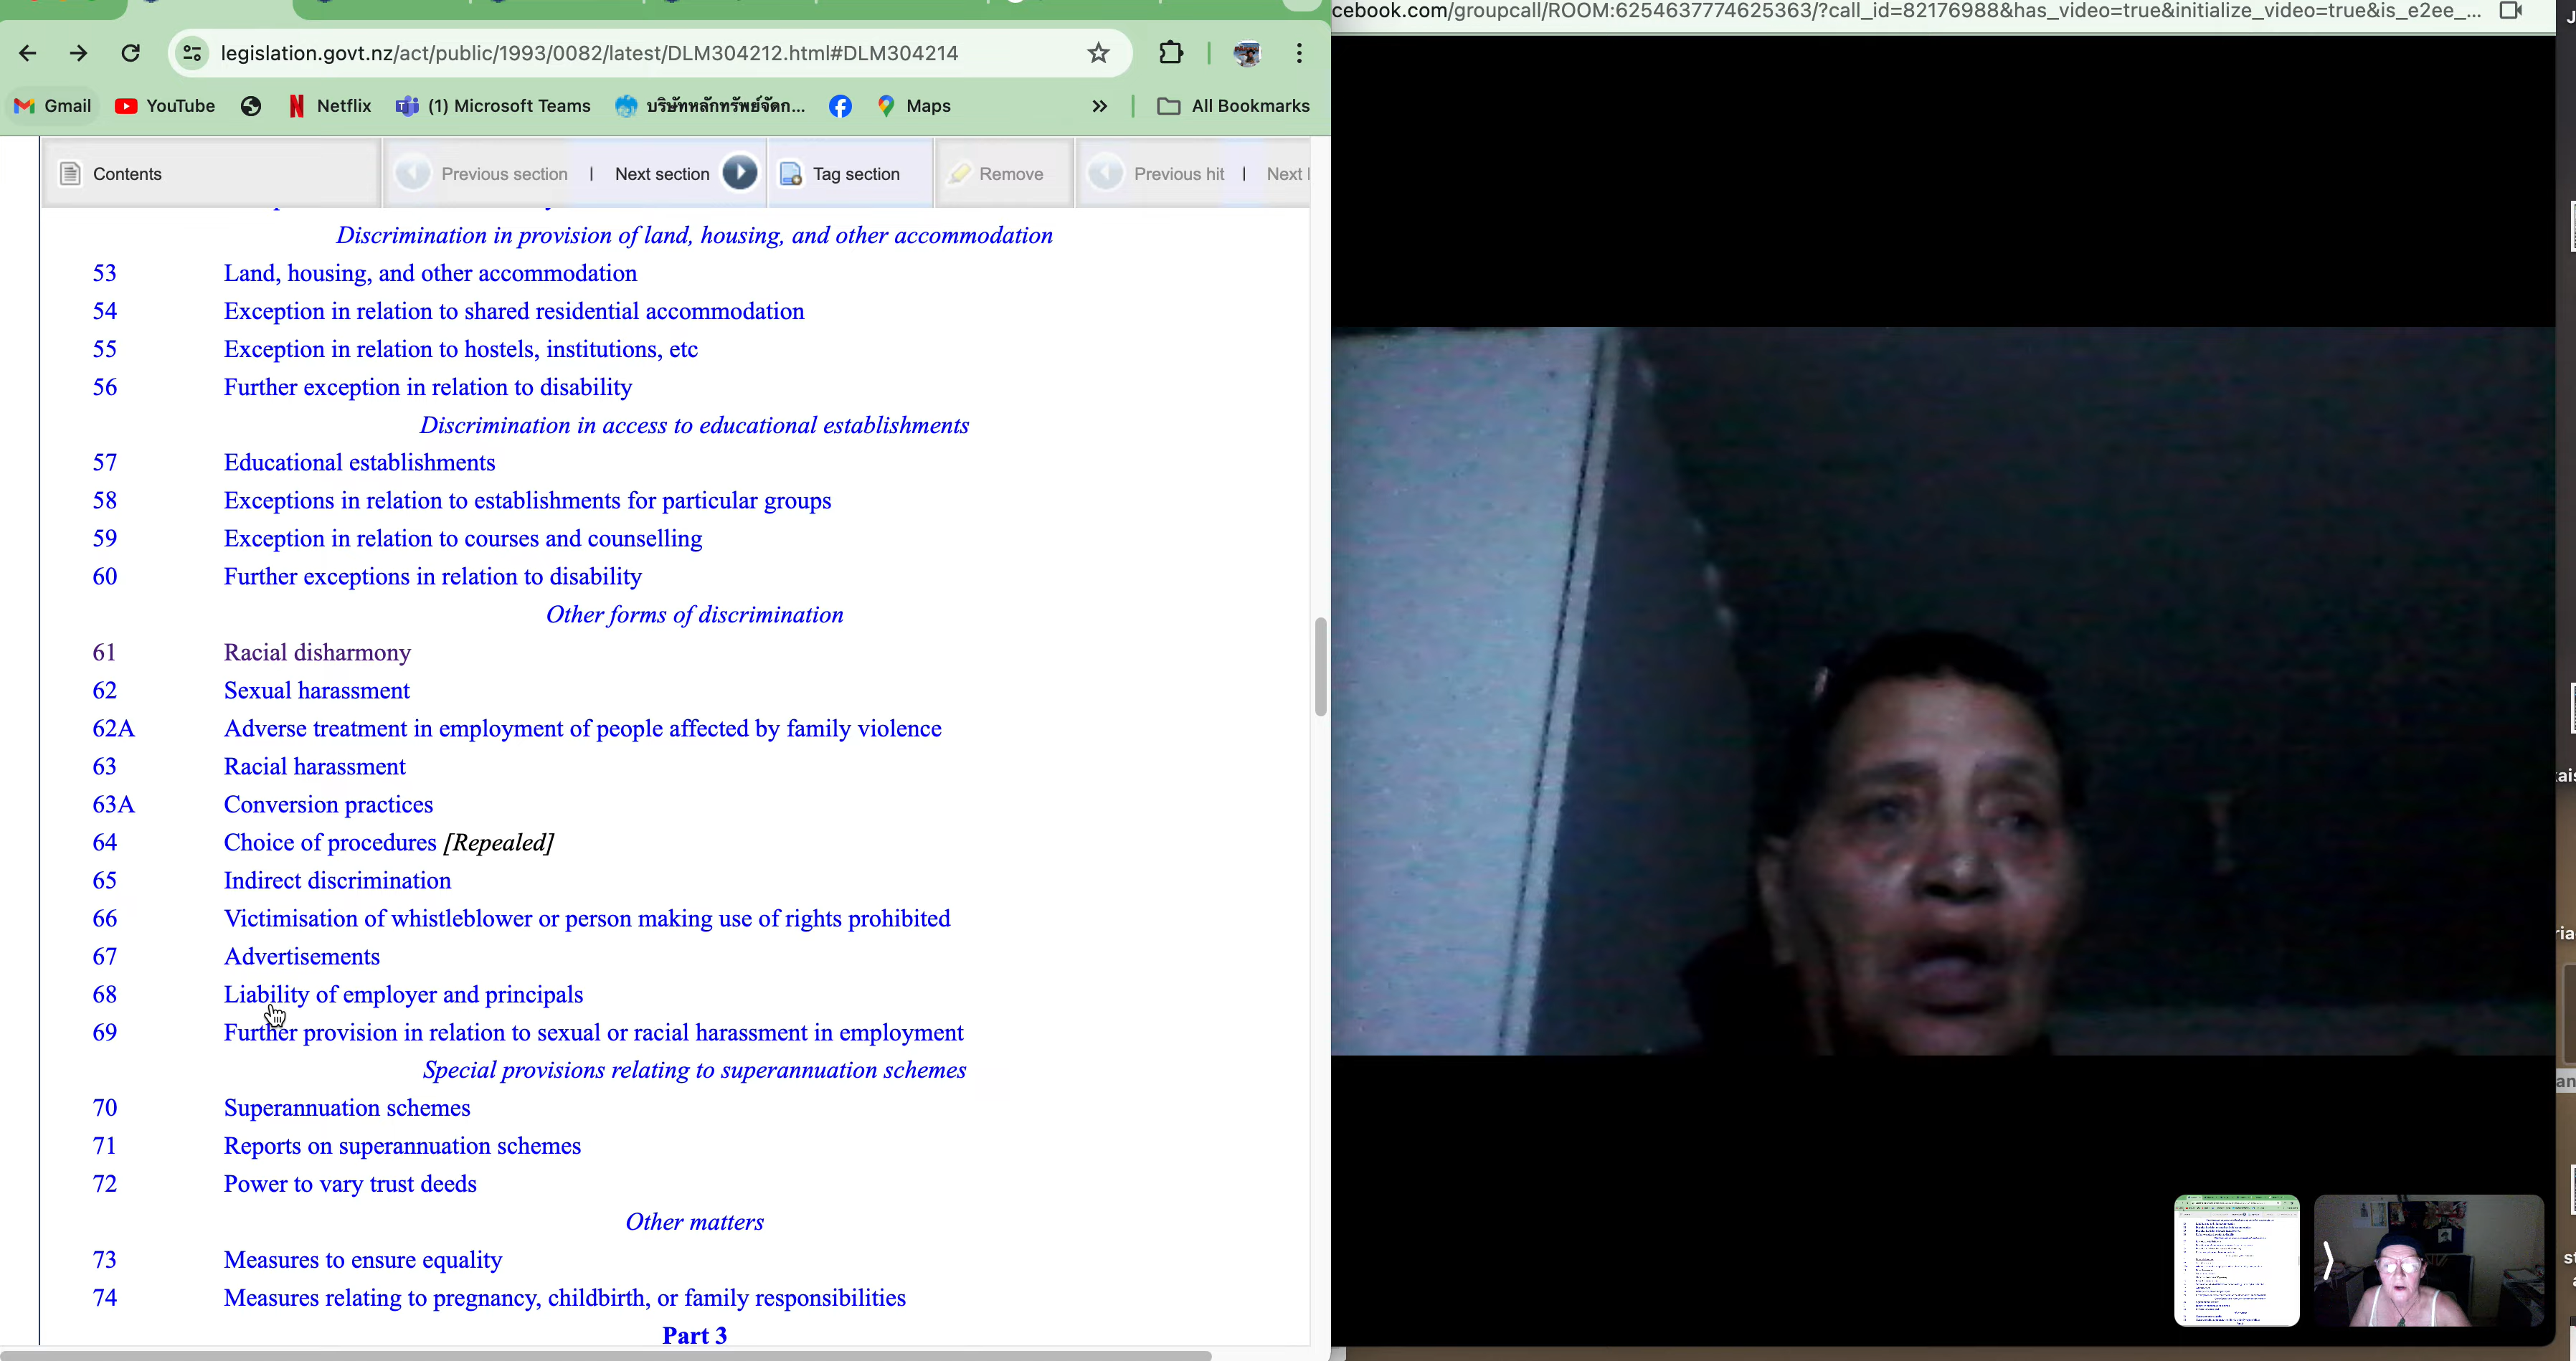 legislation.govt.nz/act/public/1993/0082/latest/DLM304212.html#DLM304214
cebook.com/groupcall/ROOM:6254637774625363/?call_id=82176988&has_video=true&initialize_video=true&is_e2ee_...
Gmail YouTube Netflix (1) Microsoft Teams บริษัทหลักทรัพย์จัดก... Maps » All Bookmarks
Contents Previous section | Next section Tag section Remove Previous hit | Next
Discrimination in provision of land, housing, and other accommodation
53 Land, housing, and other accommodation
54 Exception in relation to shared residential accommodation
55 Exception in relation to hostels, institutions, etc
56 Further exception in relation to disability
Discrimination in access to educational establishments
57 Educational establishments
58 Exceptions in relation to establishments for particular groups
59 Exception in relation to courses and counselling
60 Further exceptions in relation to disability
Other forms of discrimination
61 Racial disharmony
62 Sexual harassment
62A Adverse treatment in employment of people affected by family violence
63 Racial harassment
63A Conversion practices
64 Choice of procedures [Repealed]
65 Indirect discrimination
66 Victimisation of whistleblower or person making use of rights prohibited
67 Advertisements
68 Liability of employer and principals
69 Further provision in relation to sexual or racial harassment in employment
Special provisions relating to superannuation schemes
70 Superannuation schemes
71 Reports on superannuation schemes
72 Power to vary trust deeds
Other matters
73 Measures to ensure equality
74 Measures relating to pregnancy, childbirth, or family responsibilities
Part 3